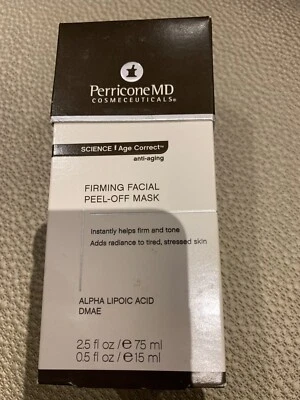 PerriconeMD
COSMECEUTICALS®
SCIENCE | Age Correct™
anti-aging
FIRMING FACIAL
PEEL-OFF MASK
Instantly helps firm and tone
Adds radiance to tired, stressed skin
ALPHA LIPOIC ACID
DMAE
2.5 fl oz / ℮ 75 ml
0.5 fl oz / ℮ 15 ml